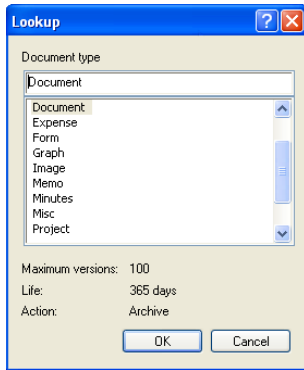 Lookup
Document type
Document
Document
Expense
Form
Graph
Image
Memo
Minutes
Misc
Project
Maximum versions: 100
Life: 365 days
Action: Archive
OK Cancel